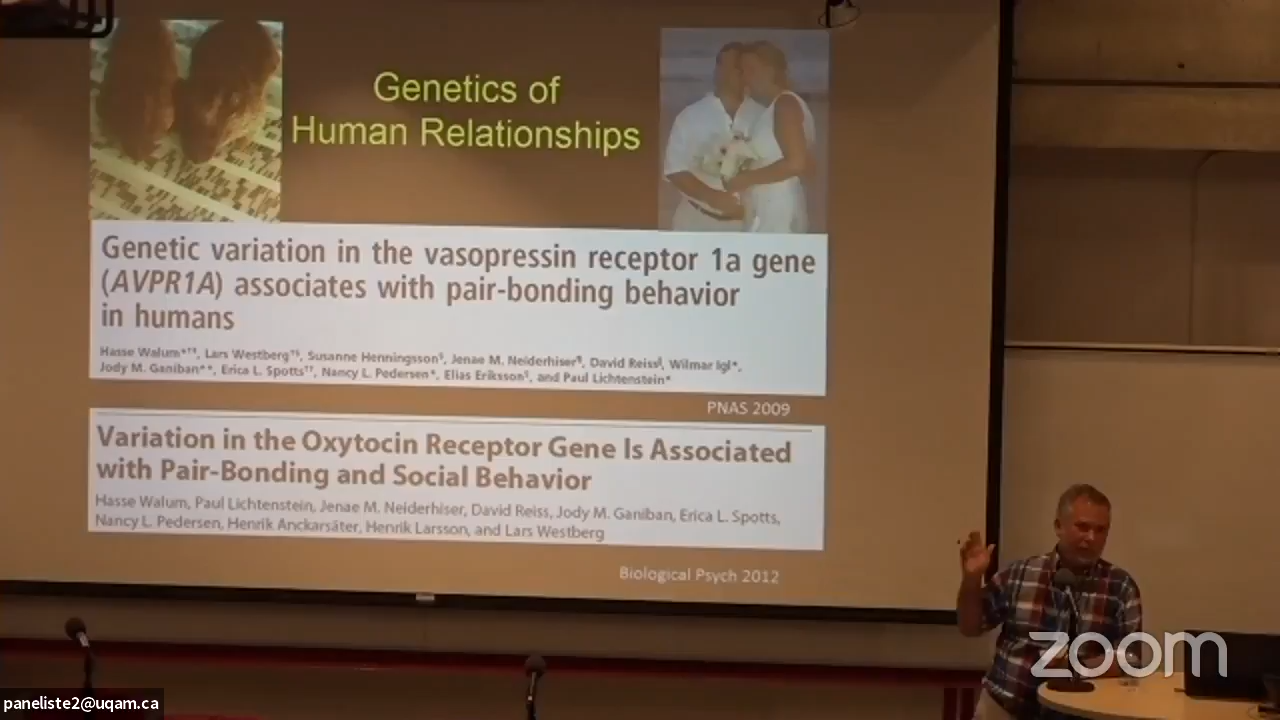 Genetics of
Human Relationships
Genetic variation in the vasopressin receptor 1a gene
(AVPR1A) associates with pair-bonding behavior
in humans
Hasse Walum*†‡, Lars Westberg†§, Susanne Henningsson§, Jenae M. Neiderhiser¶, David Reiss‖, Wilmar Igl*,
Jody M. Ganiban**, Erica L. Spotts††, Nancy L. Pedersen*, Elias Eriksson§, and Paul Lichtenstein*
PNAS 2009
Variation in the Oxytocin Receptor Gene Is Associated
with Pair-Bonding and Social Behavior
Hasse Walum, Paul Lichtenstein, Jenae M. Neiderhiser, David Reiss, Jody M. Ganiban, Erica L. Spotts,
Nancy L. Pedersen, Henrik Anckarsäter, Henrik Larsson, and Lars Westberg
Biological Psych 2012
zoom
paneliste2@uqam.ca